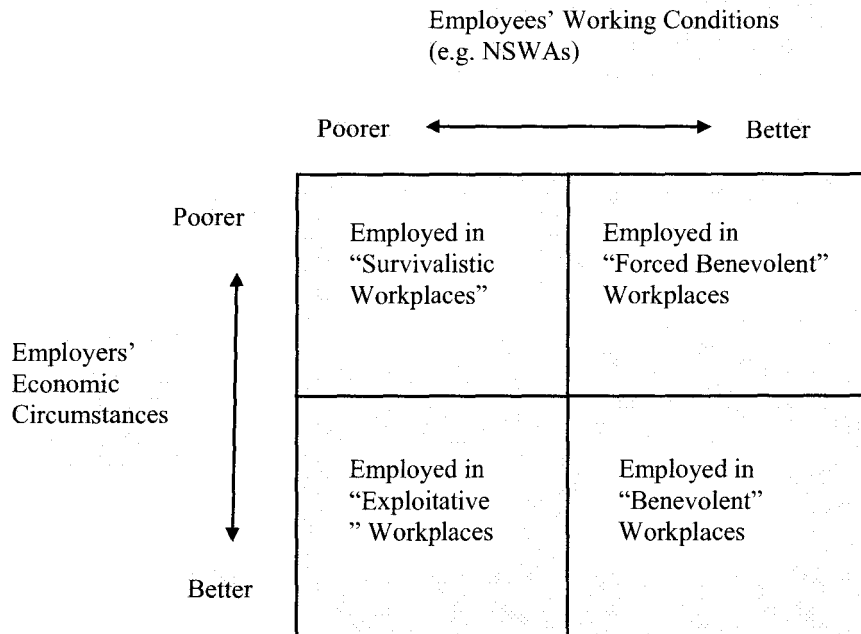 Employees' Working Conditions
(e.g. NSWAs)
Poorer
Better
Poorer
Employed in
“Survivalistic
Workplaces”
Employed in
“Forced Benevolent”
Workplaces
Employers'
Economic
Circumstances
Employed in
“Exploitative
” Workplaces
Employed in
“Benevolent”
Workplaces
Better